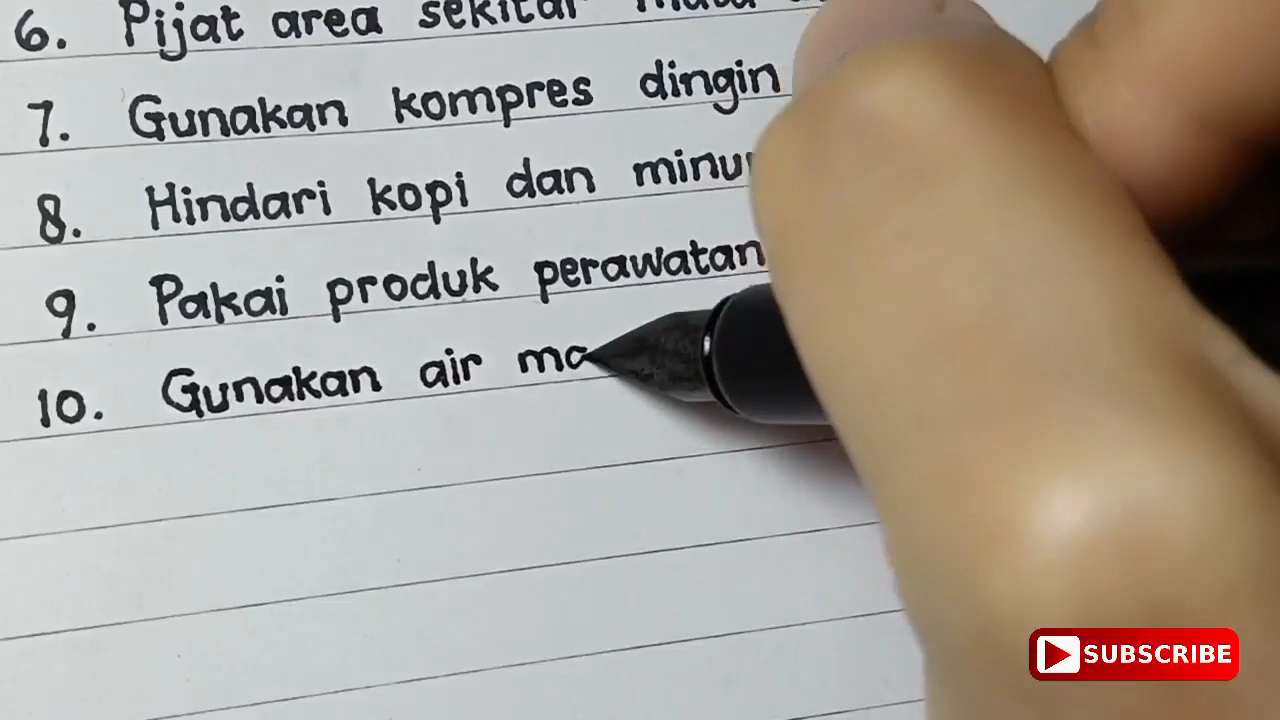 6. Pijat area sekitar
7. Gunakan kompres dingin
8. Hindari kopi dan
9. Pakai produk perawatan
10. Gunakan air
SUBSCRIBE